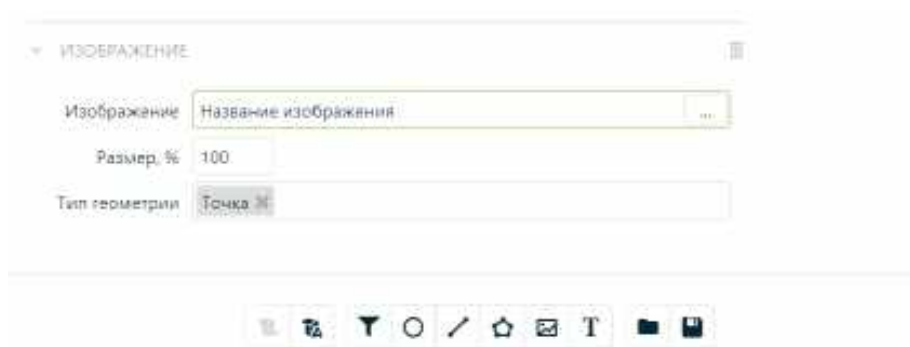 ИЗОБРАЖЕНИЕ
Изображение Название изображения ...
Размер, % 100
Тип геометрии Точка
T